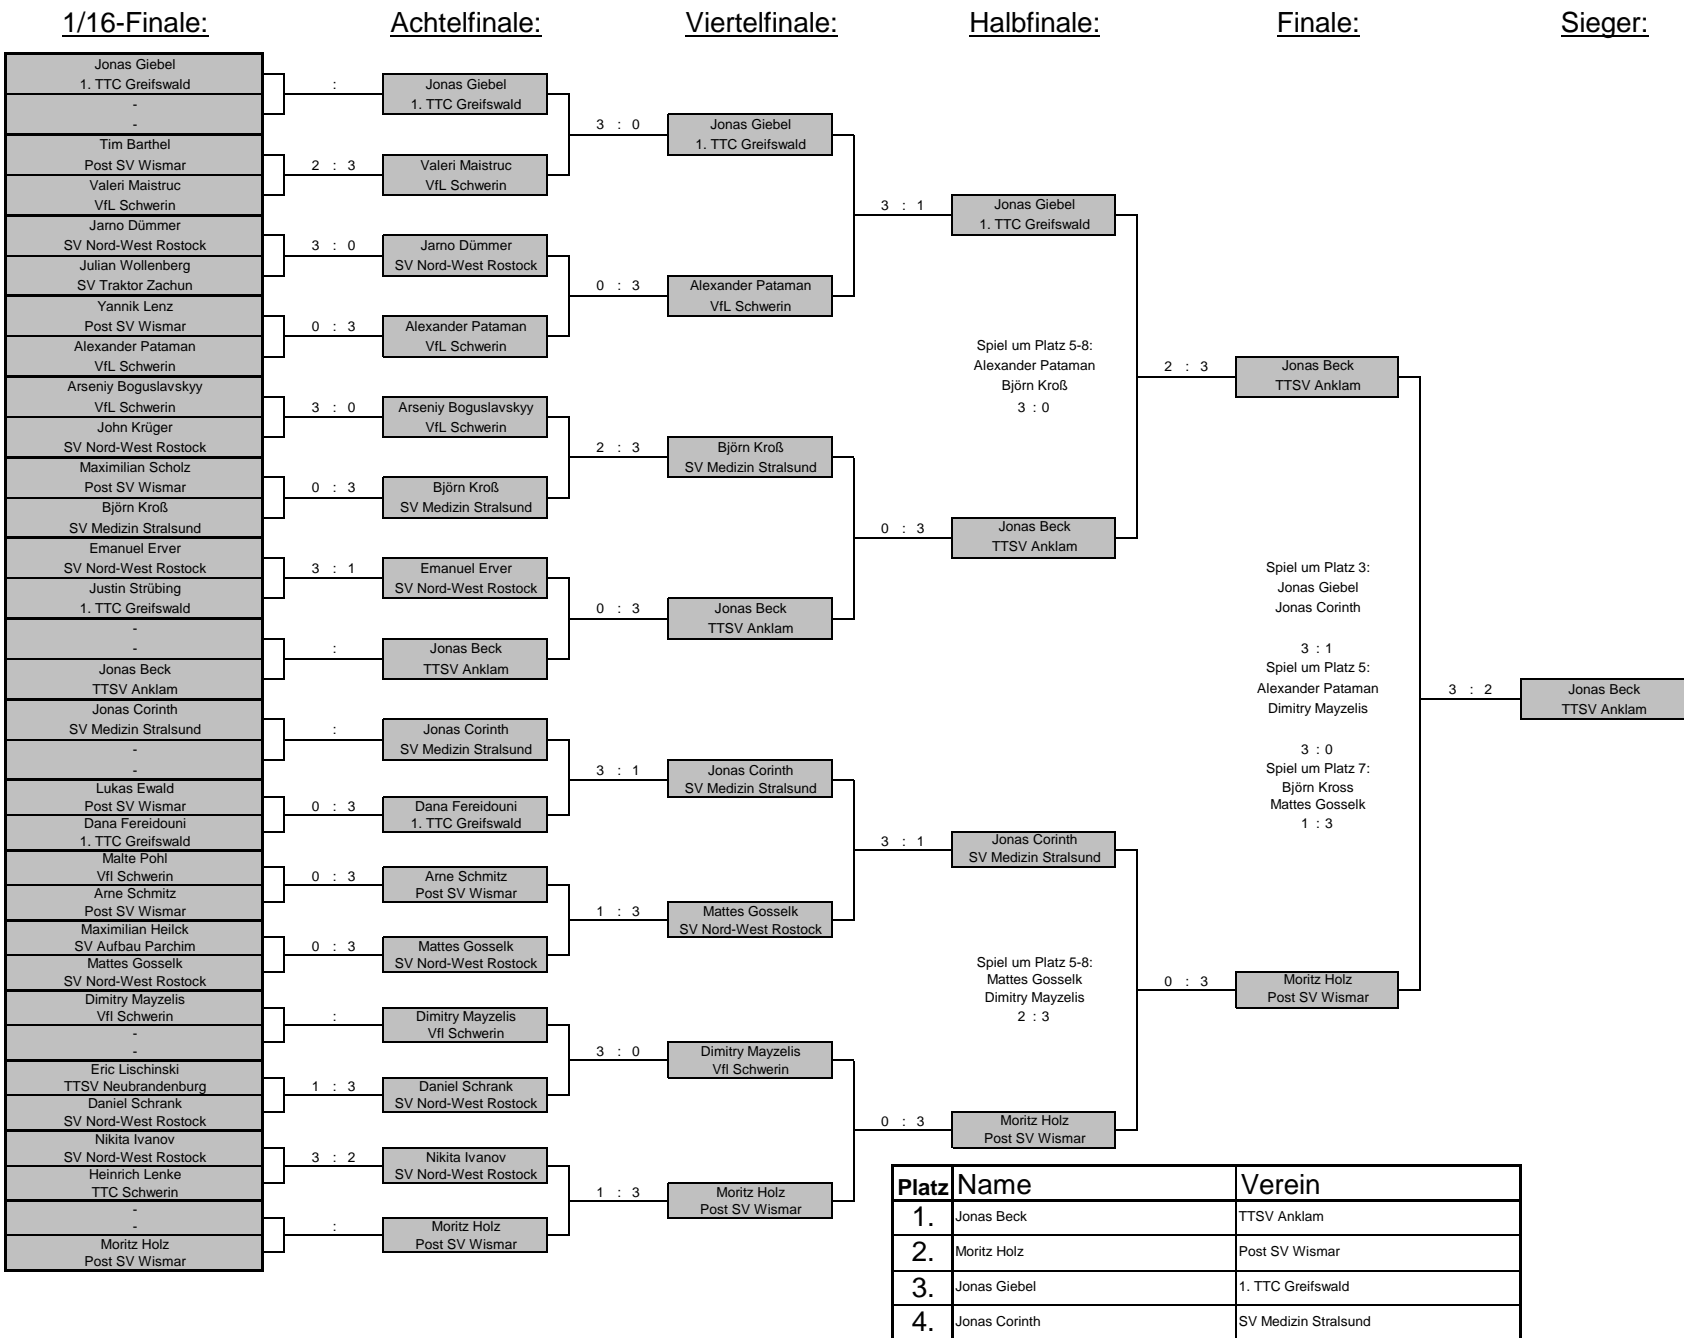 1/16-Finale:
Achtelfinale:
Viertelfinale:
Halbfinale:
Finale:
Sieger:
Jonas Giebel
1. TTC Greifswald
-
-
Tim Barthel
Post SV Wismar
Valeri Maistruc
VfL Schwerin
Jarno Dümmer
SV Nord-West Rostock
Julian Wollenberg
SV Traktor Zachun
Yannik Lenz
Post SV Wismar
Alexander Pataman
VfL Schwerin
Arseniy Boguslavskyy
VfL Schwerin
John Krüger
SV Nord-West Rostock
Maximilian Scholz
Post SV Wismar
Björn Kroß
SV Medizin Stralsund
Emanuel Erver
SV Nord-West Rostock
Justin Strübing
1. TTC Greifswald
-
-
Jonas Beck
TTSV Anklam
Jonas Corinth
SV Medizin Stralsund
-
-
Lukas Ewald
Post SV Wismar
Dana Fereidouni
1. TTC Greifswald
Malte Pohl
Vfl Schwerin
Arne Schmitz
Post SV Wismar
Maximilian Heilck
SV Aufbau Parchim
Mattes Gosselk
SV Nord-West Rostock
Dimitry Mayzelis
Vfl Schwerin
-
-
Eric Lischinski
TTSV Neubrandenburg
Daniel Schrank
SV Nord-West Rostock
Nikita Ivanov
SV Nord-West Rostock
Heinrich Lenke
TTC Schwerin
-
-
Moritz Holz
Post SV Wismar
:
2 : 3
3 : 0
0 : 3
3 : 0
0 : 3
3 : 1
:
:
0 : 3
0 : 3
0 : 3
:
1 : 3
3 : 2
:
Jonas Giebel
1. TTC Greifswald
Valeri Maistruc
VfL Schwerin
Jarno Dümmer
SV Nord-West Rostock
Alexander Pataman
VfL Schwerin
Arseniy Boguslavskyy
VfL Schwerin
Björn Kroß
SV Medizin Stralsund
Emanuel Erver
SV Nord-West Rostock
Jonas Beck
TTSV Anklam
Jonas Corinth
SV Medizin Stralsund
Dana Fereidouni
1. TTC Greifswald
Arne Schmitz
Post SV Wismar
Mattes Gosselk
SV Nord-West Rostock
Dimitry Mayzelis
Vfl Schwerin
Daniel Schrank
SV Nord-West Rostock
Nikita Ivanov
SV Nord-West Rostock
Moritz Holz
Post SV Wismar
3 : 0
0 : 3
2 : 3
0 : 3
3 : 1
1 : 3
3 : 0
1 : 3
Jonas Giebel
1. TTC Greifswald
Alexander Pataman
VfL Schwerin
Björn Kroß
SV Medizin Stralsund
Jonas Beck
TTSV Anklam
Jonas Corinth
SV Medizin Stralsund
Mattes Gosselk
SV Nord-West Rostock
Dimitry Mayzelis
Vfl Schwerin
Moritz Holz
Post SV Wismar
3 : 1
0 : 3
3 : 1
0 : 3
Jonas Giebel
1. TTC Greifswald
Spiel um Platz 5-8:
Alexander Pataman
Björn Kroß
3 : 0
Jonas Beck
TTSV Anklam
Jonas Corinth
SV Medizin Stralsund
Spiel um Platz 5-8:
Mattes Gosselk
Dimitry Mayzelis
2 : 3
Moritz Holz
Post SV Wismar
2 : 3
0 : 3
Jonas Beck
TTSV Anklam
Spiel um Platz 3:
Jonas Giebel
Jonas Corinth
3 : 1
Spiel um Platz 5:
Alexander Pataman
Dimitry Mayzelis
3 : 0
Spiel um Platz 7:
Björn Kross
Mattes Gosselk
1 : 3
Moritz Holz
Post SV Wismar
3 : 2
Jonas Beck
TTSV Anklam
Platz Name Verein
1. Jonas Beck TTSV Anklam
2. Moritz Holz Post SV Wismar
3. Jonas Giebel 1. TTC Greifswald
4. Jonas Corinth SV Medizin Stralsund